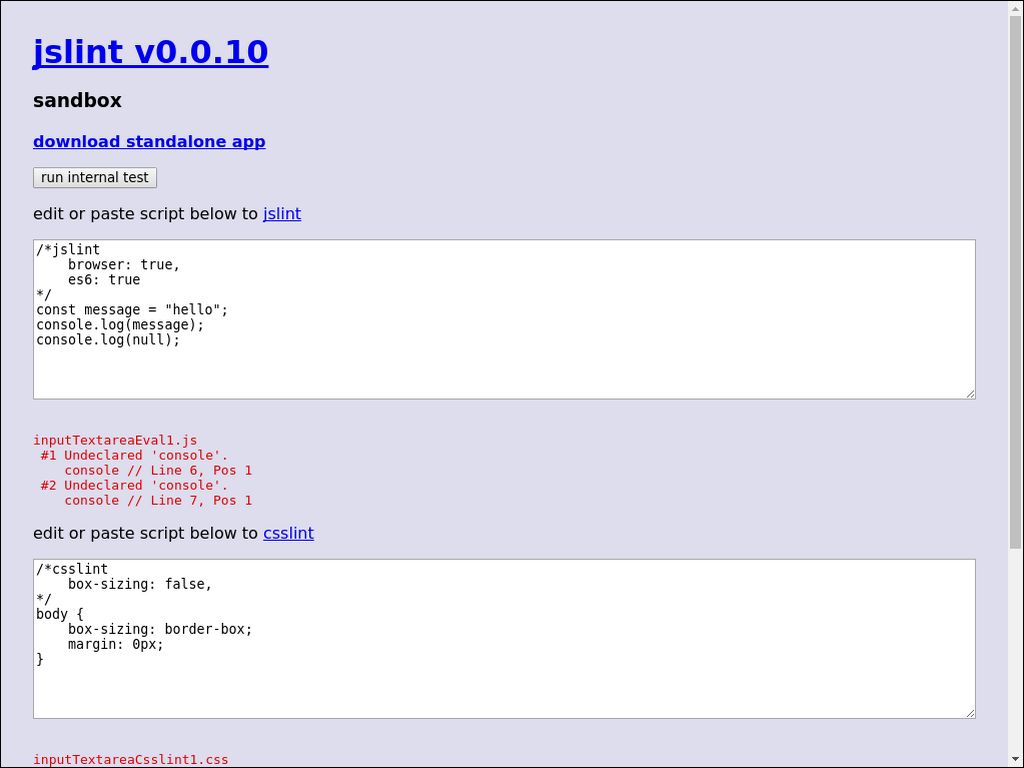 jslint v0.0.10
sandbox
download standalone app
run internal test
edit or paste script below to jslint
/*jslint
    browser: true,
    es6: true
*/
const message = "hello";
console.log(message);
console.log(null);
inputTextareaEval1.js
 #1 Undeclared 'console'.
    console // Line 6, Pos 1
 #2 Undeclared 'console'.
    console // Line 7, Pos 1
edit or paste script below to csslint
/*csslint
    box-sizing: false,
*/
body {
    box-sizing: border-box;
    margin: 0px;
}
inputTextareaCsslint1.css